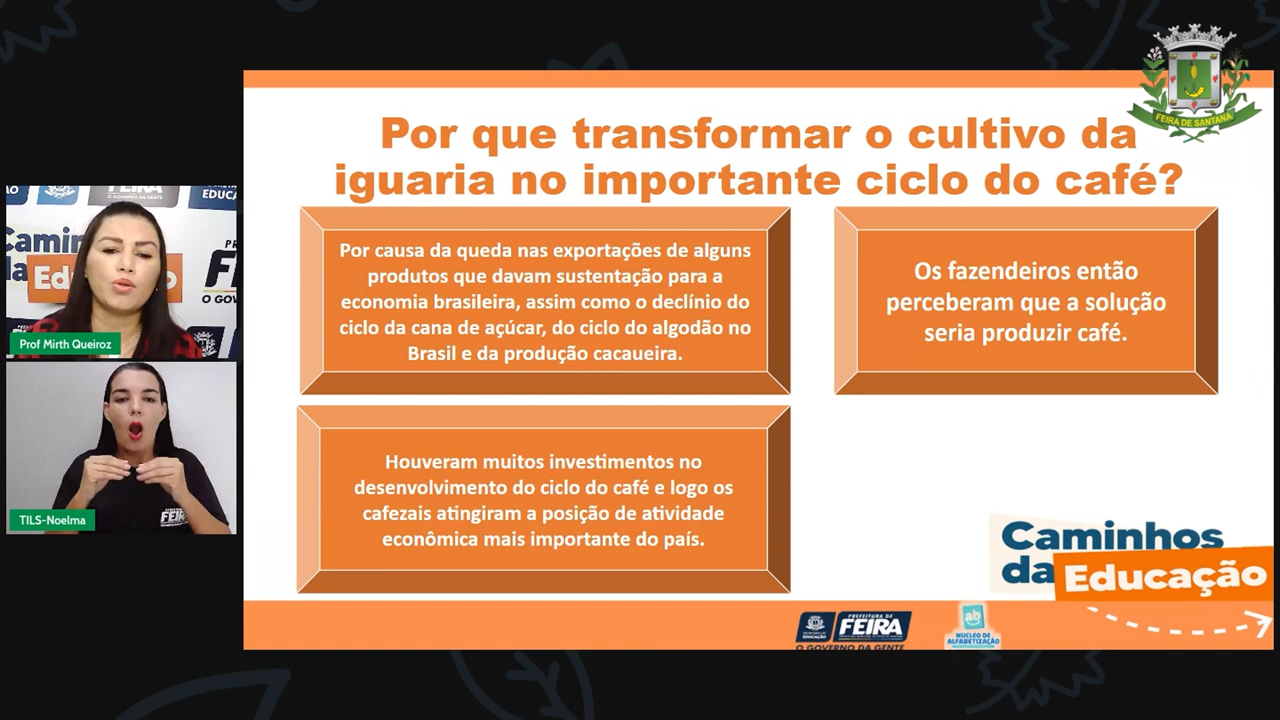 FEIRA DE SANTANA
Por que transformar o cultivo da
iguaria no importante ciclo do café?
Por causa da queda nas exportações de alguns
produtos que davam sustentação para a
economia brasileira, assim como o declínio do
ciclo da cana de açúcar, do ciclo do algodão no
Brasil e da produção cacaueira.
Os fazendeiros então
perceberam que a solução
seria produzir café.
Houveram muitos investimentos no
desenvolvimento do ciclo do café e logo os
cafezais atingiram a posição de atividade
econômica mais importante do país.
Prof Mirth Queiroz
TILS-Noelma
FEIRA
Caminhos
da Educação
PREFEITURA DE
FEIRA
O GOVERNO DA GENTE
ab
NÚCLEO DE
ALFABETIZAÇÃO